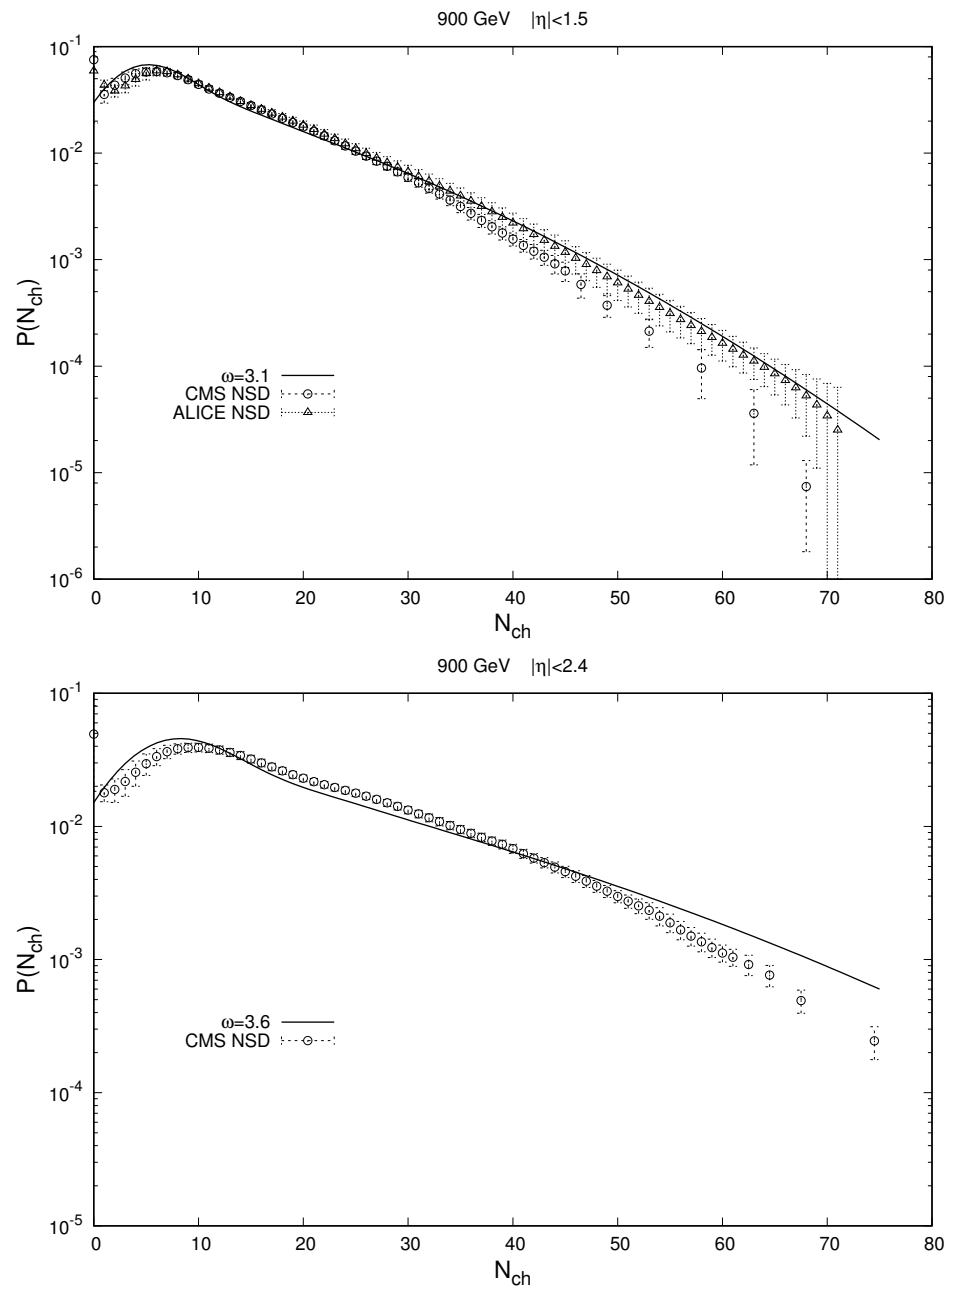 900 GeV |η|<1.5
10^-1
10^-2
10^-3
10^-4
10^-5
10^-6
P(N_ch)
ω=3.1
CMS NSD
ALICE NSD
0 10 20 30 40 50 60 70 80
N_ch
900 GeV |η|<2.4
10^-1
10^-2
10^-3
10^-4
10^-5
P(N_ch)
ω=3.6
CMS NSD
0 10 20 30 40 50 60 70 80
N_ch